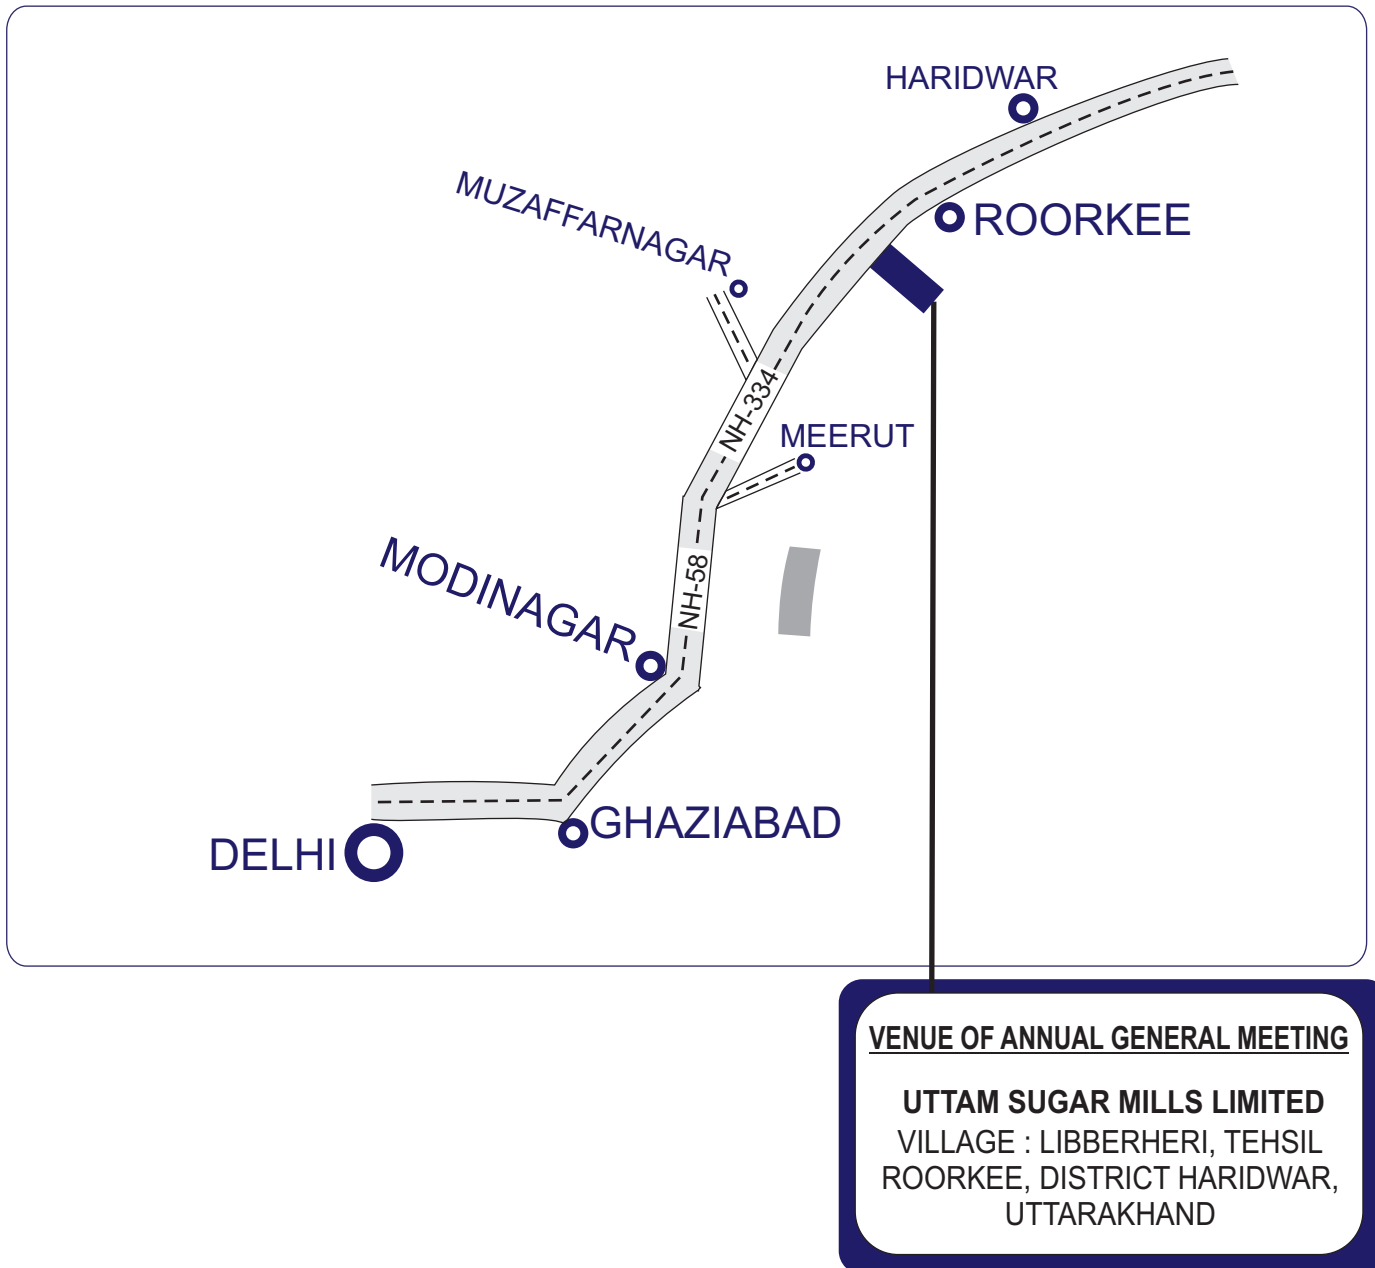 HARIDWAR
MUZAFFARNAGAR
ROORKEE
NH-334
MEERUT
MODINAGAR
NH-58
GHAZIABAD
DELHI
VENUE OF ANNUAL GENERAL MEETING
UTTAM SUGAR MILLS LIMITED
VILLAGE : LIBBERHERI, TEHSIL
ROORKEE, DISTRICT HARIDWAR,
UTTARAKHAND